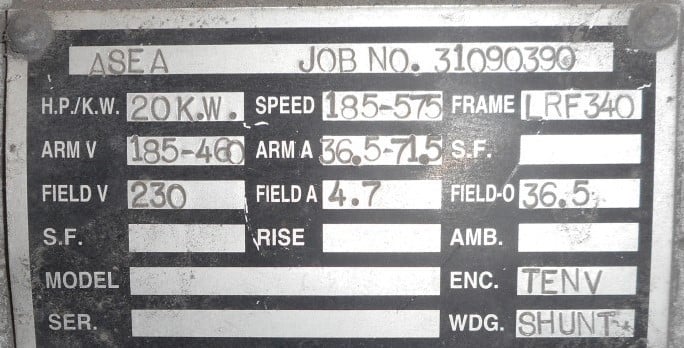 ASEA JOB NO. 31090390
H.P./K.W. 20K.W. SPEED 185-575 FRAME LRF340
ARM V 185-460 ARM A 36.5-71.5 S.F.
FIELD V 230 FIELD A 4.7 FIELD-O 36.5
S.F. RISE AMB.
MODEL ENC. TENV
SER. WDG. SHUNT